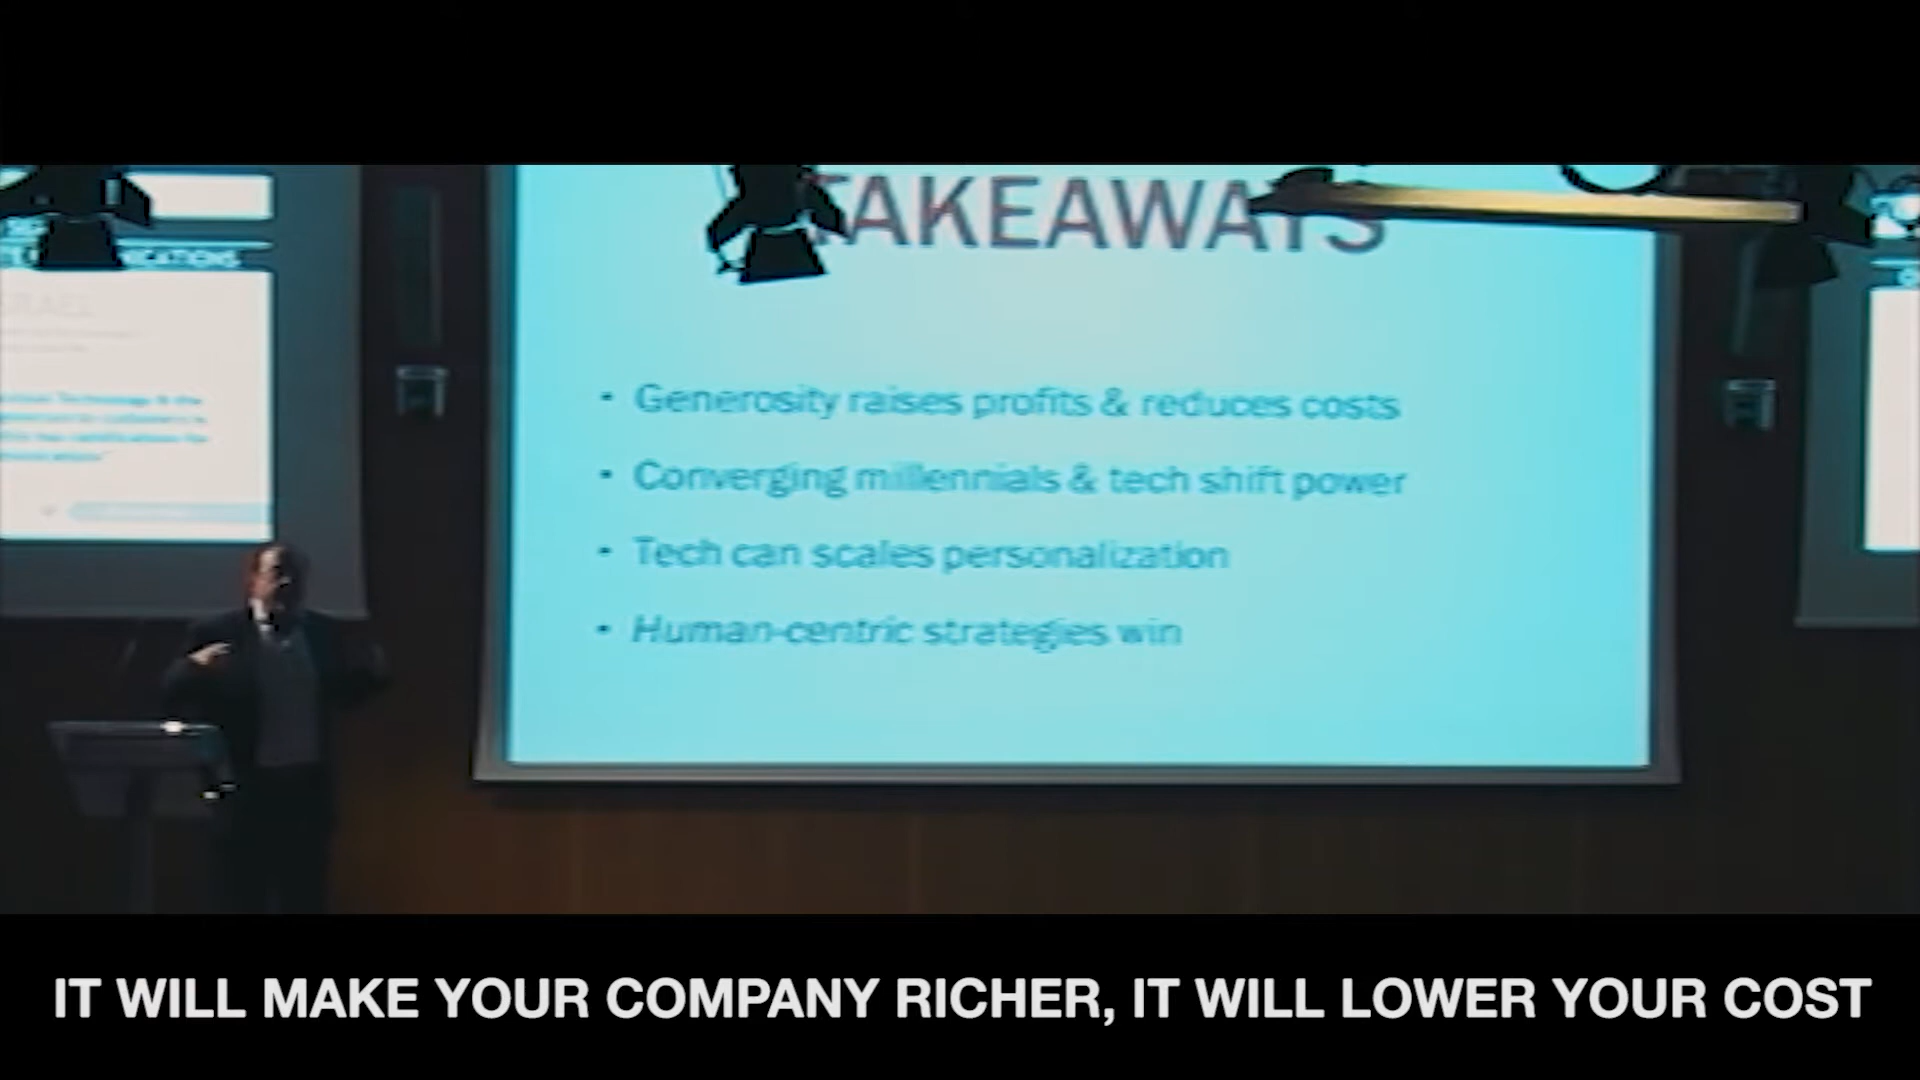 TAKEAWAYS
• Generosity raises profits & reduces costs
• Converging millennials & tech shift power
• Tech can scales personalization
• Human-centric strategies win
IT WILL MAKE YOUR COMPANY RICHER, IT WILL LOWER YOUR COST